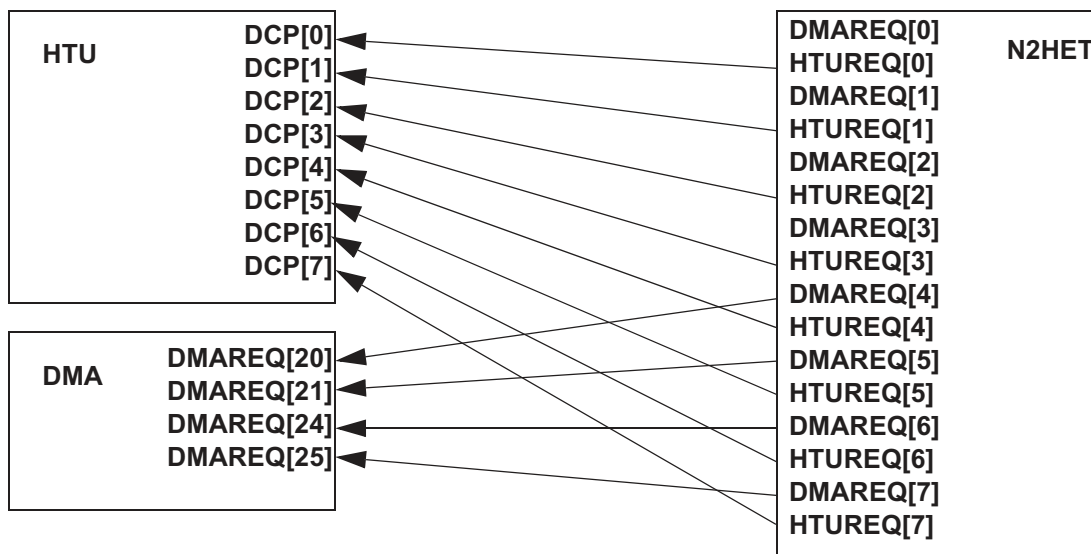 HTU
DCP[0]
DCP[1]
DCP[2]
DCP[3]
DCP[4]
DCP[5]
DCP[6]
DCP[7]
DMA
DMAREQ[20]
DMAREQ[21]
DMAREQ[24]
DMAREQ[25]
N2HET
DMAREQ[0]
HTUREQ[0]
DMAREQ[1]
HTUREQ[1]
DMAREQ[2]
HTUREQ[2]
DMAREQ[3]
HTUREQ[3]
DMAREQ[4]
HTUREQ[4]
DMAREQ[5]
HTUREQ[5]
DMAREQ[6]
HTUREQ[6]
DMAREQ[7]
HTUREQ[7]